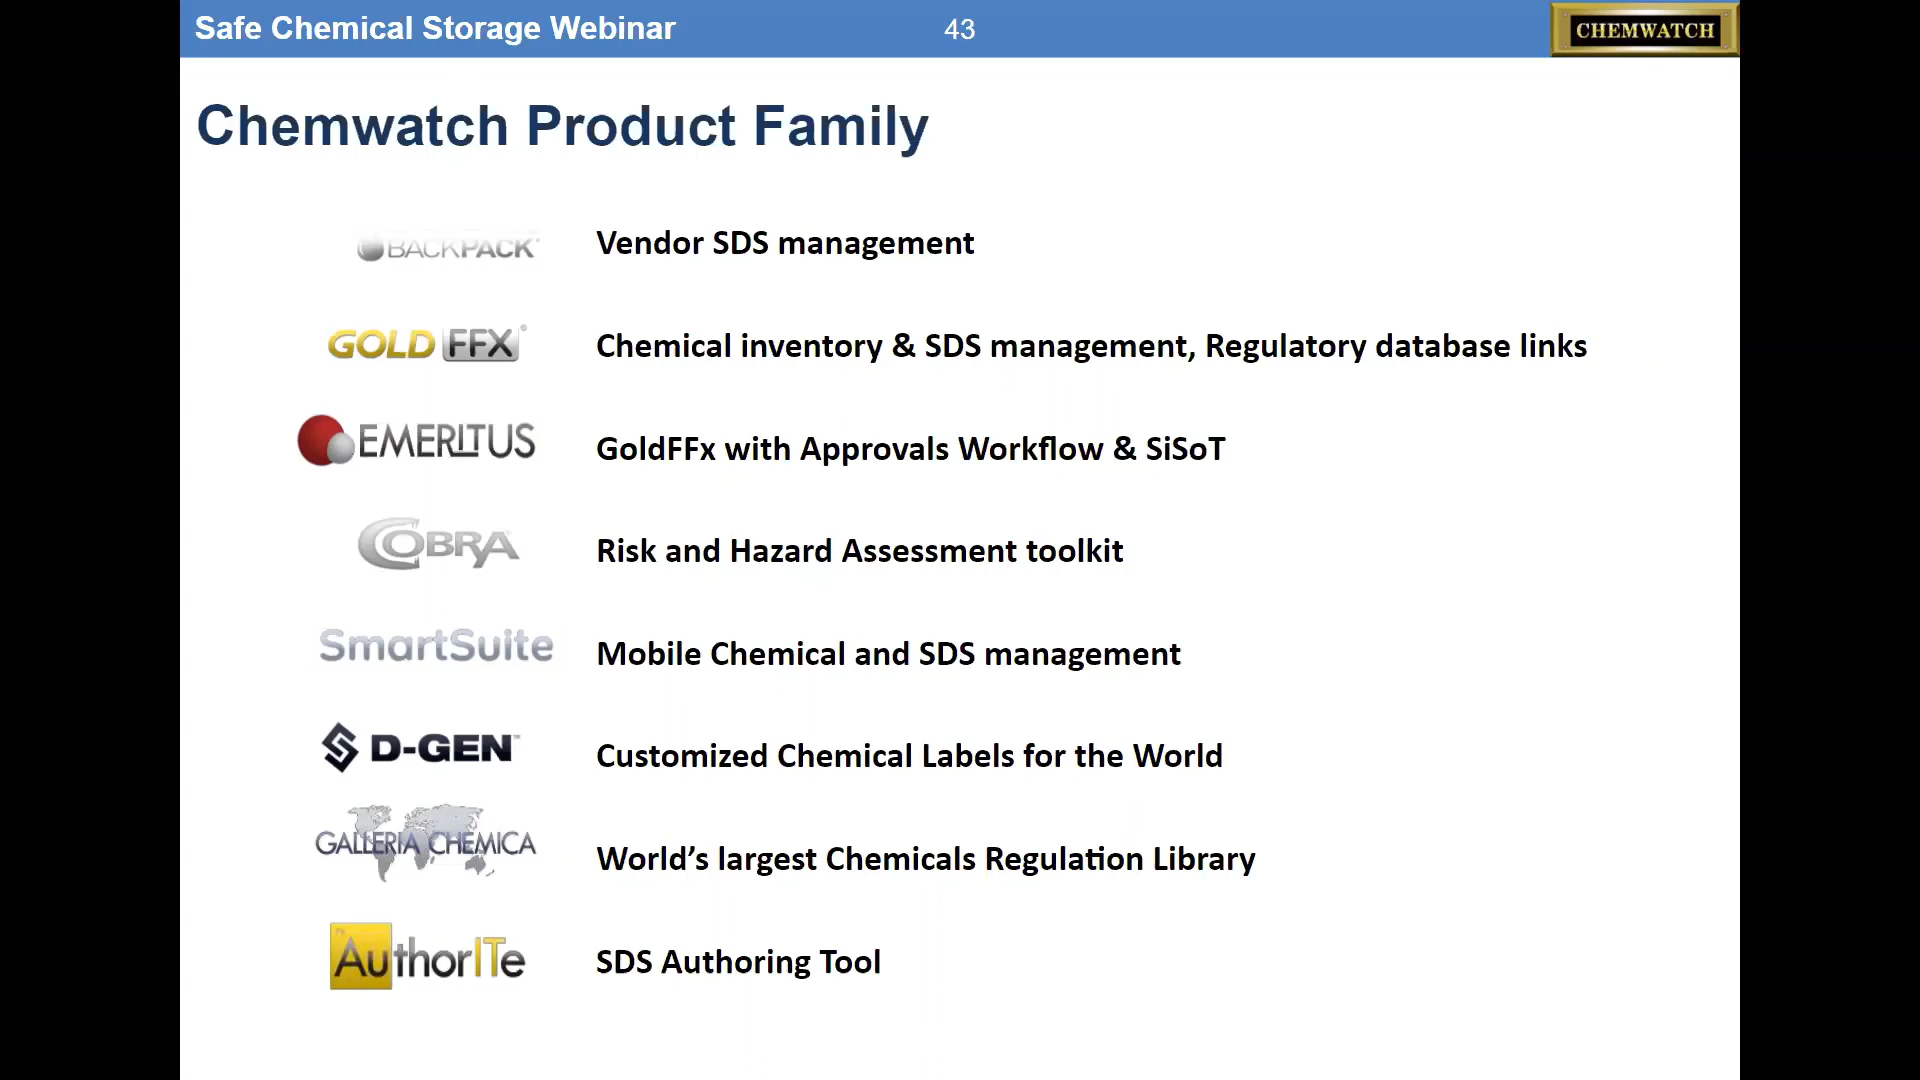 Safe Chemical Storage Webinar 43 CHEMWATCH
Chemwatch Product Family
BACKPACK Vendor SDS management
GOLD FFX Chemical inventory & SDS management, Regulatory database links
EMERITUS GoldFFx with Approvals Workflow & SiSoT
COBRA Risk and Hazard Assessment toolkit
SmartSuite Mobile Chemical and SDS management
D-GEN™ Customized Chemical Labels for the World
GALLERIA CHEMICA World’s largest Chemicals Regulation Library
AuthorITe SDS Authoring Tool